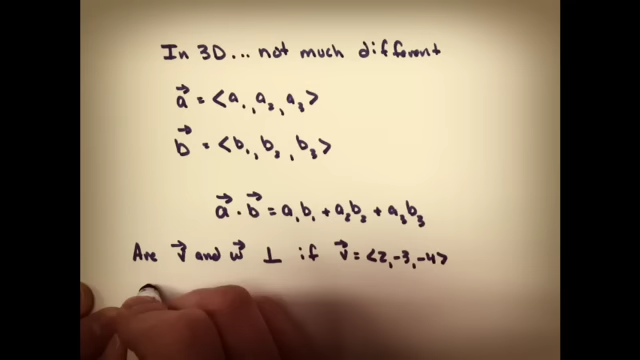 In 3D... not much different
a⃗ = <a₁, a₂, a₃>
b⃗ = <b₁, b₂, b₃>
a⃗ · b⃗ = a₁b₁ + a₂b₂ + a₃b₃
Are v⃗ and w⃗ ⊥ if v⃗ = <2, -3, -4>